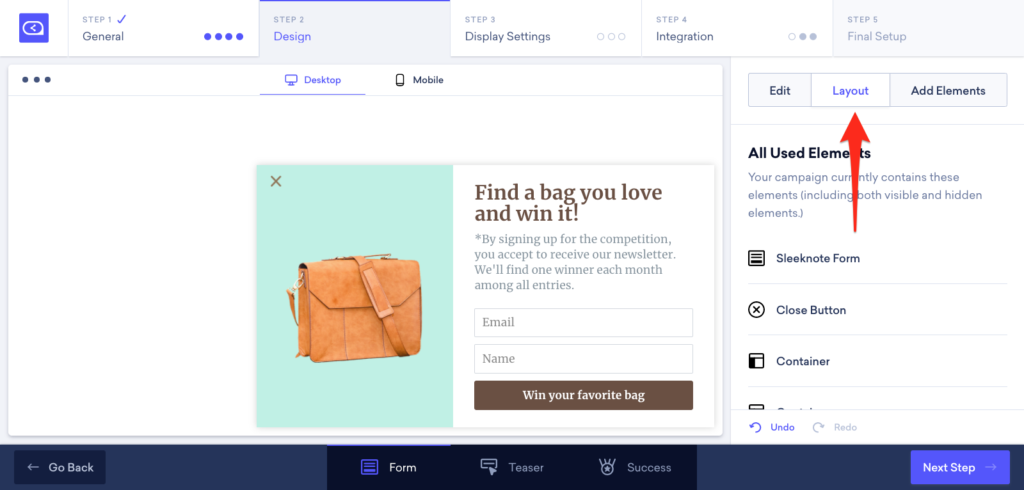 STEP 1
General
STEP 2
Design
STEP 3
Display Settings
STEP 4
Integration
STEP 5
Final Setup
Desktop
Mobile
Find a bag you love
and win it!
*By signing up for the competition,
you accept to receive our newsletter.
We'll find one winner each month
among all entries.
Email
Name
Win your favorite bag
Edit
Layout
Add Elements
All Used Elements
Your campaign currently contains these
elements (including both visible and hidden
elements.)
Sleeknote Form
Close Button
Container
Undo
Redo
Go Back
Form
Teaser
Success
Next Step